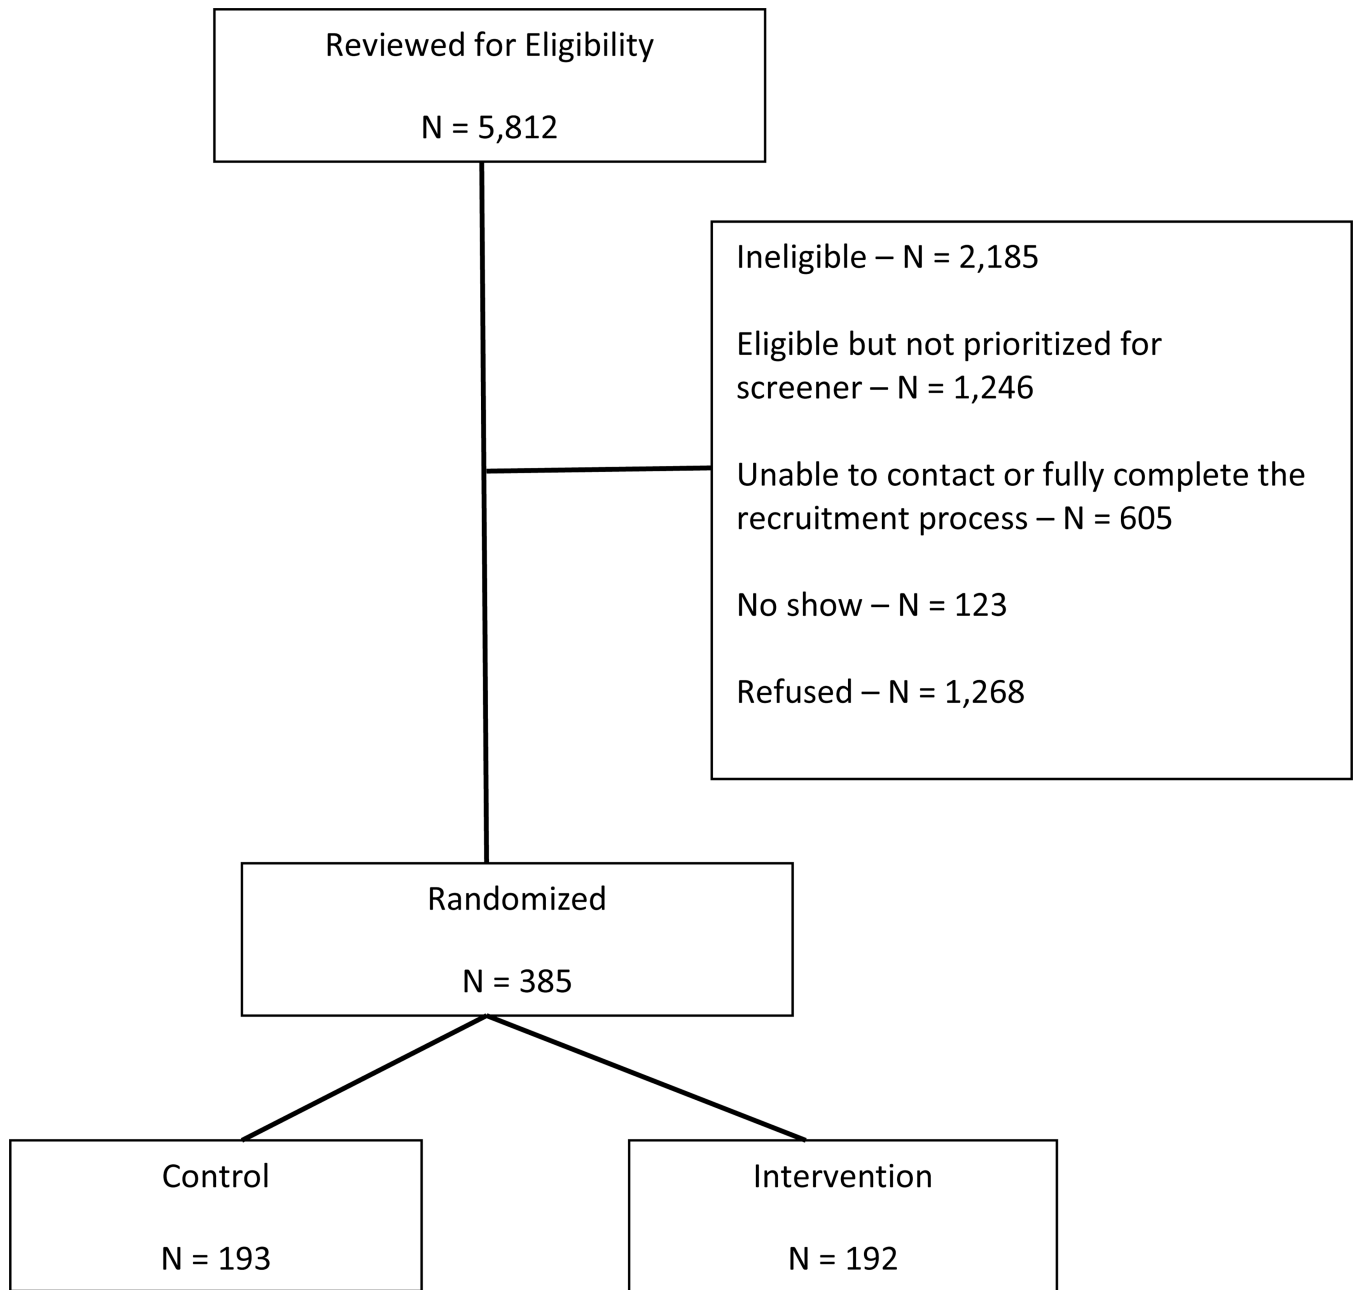 Reviewed for Eligibility
N = 5,812
Ineligible – N = 2,185
Eligible but not prioritized for
screener – N = 1,246
Unable to contact or fully complete the
recruitment process – N = 605
No show – N = 123
Refused – N = 1,268
Randomized
N = 385
Control
N = 193
Intervention
N = 192